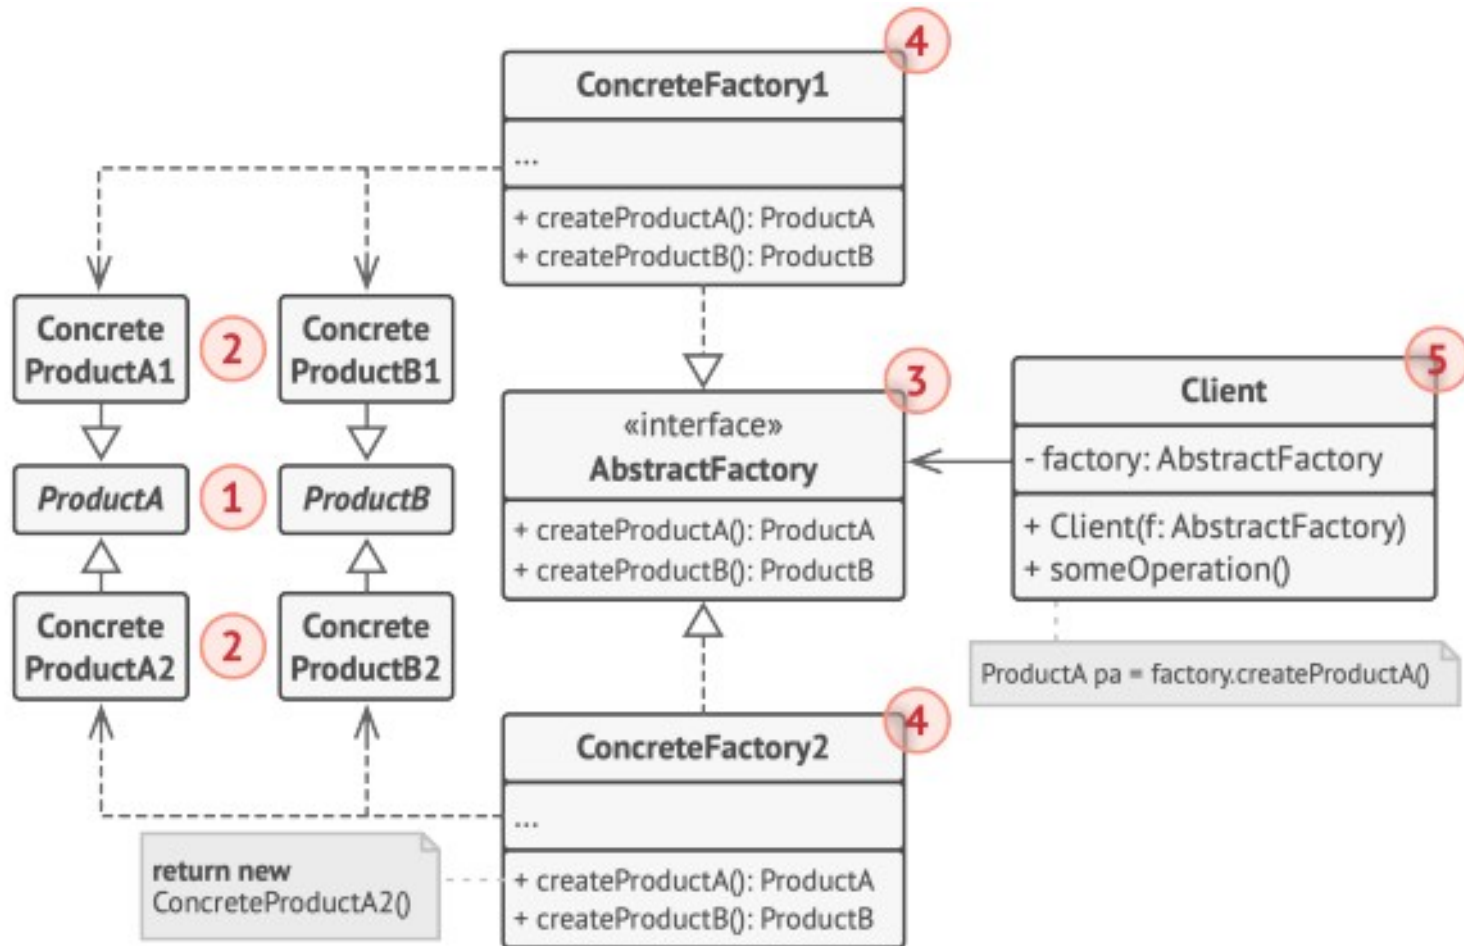 4
ConcreteFactory1
...
+ createProductA(): ProductA
+ createProductB(): ProductB
Concrete
ProductA1
2
Concrete
ProductB1
ProductA
1
ProductB
Concrete
ProductA2
2
Concrete
ProductB2
3
«interface»
AbstractFactory
+ createProductA(): ProductA
+ createProductB(): ProductB
5
Client
- factory: AbstractFactory
+ Client(f: AbstractFactory)
+ someOperation()
ProductA pa = factory.createProductA()
4
ConcreteFactory2
...
+ createProductA(): ProductA
+ createProductB(): ProductB
return new
ConcreteProductA2()